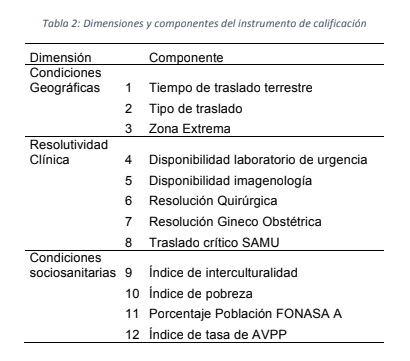 Tabla 2: Dimensiones y componentes del instrumento de calificación
Dimensión Componente
Condiciones
Geográficas 1 Tiempo de traslado terrestre
2 Tipo de traslado
3 Zona Extrema
Resolutividad
Clínica 4 Disponibilidad laboratorio de urgencia
5 Disponibilidad imagenología
6 Resolución Quirúrgica
7 Resolución Gineco Obstétrica
8 Traslado crítico SAMU
Condiciones
sociosanitarias 9 Índice de interculturalidad
10 Índice de pobreza
11 Porcentaje Población FONASA A
12 Índice de tasa de AVPP